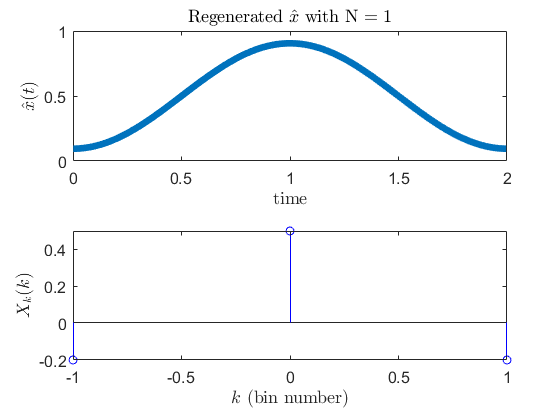 Regenerated x̂ with N = 1
1
0.5
0
x̂(t)
0 0.5 1 1.5 2
time
0.4
0.2
0
-0.2
X_k(k)
-1 -0.5 0 0.5 1
k (bin number)